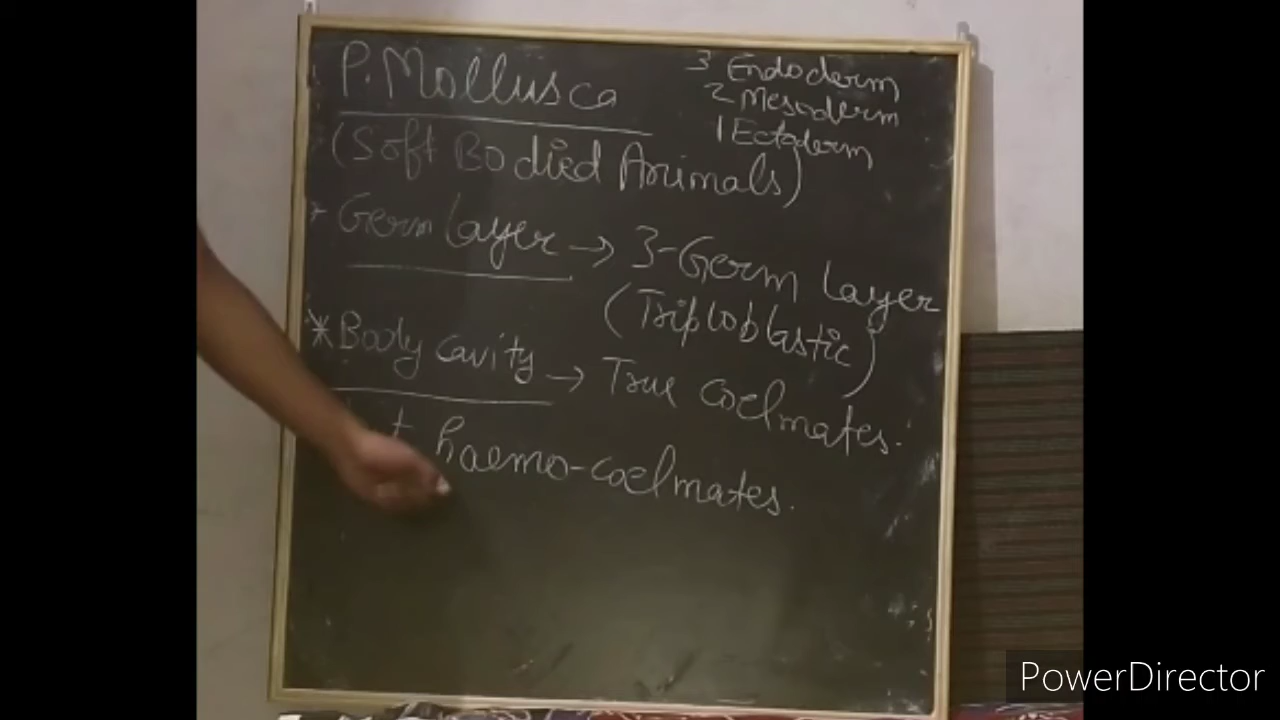 P. Mollusca
3 Endoderm
2 Mesoderm
1 Ectoderm
(Soft Bodied Animals)
Germ layer → 3-Germ layer
(Triploblastic)
* Body cavity → True coelmates.
haemo-coelmates.
PowerDirector